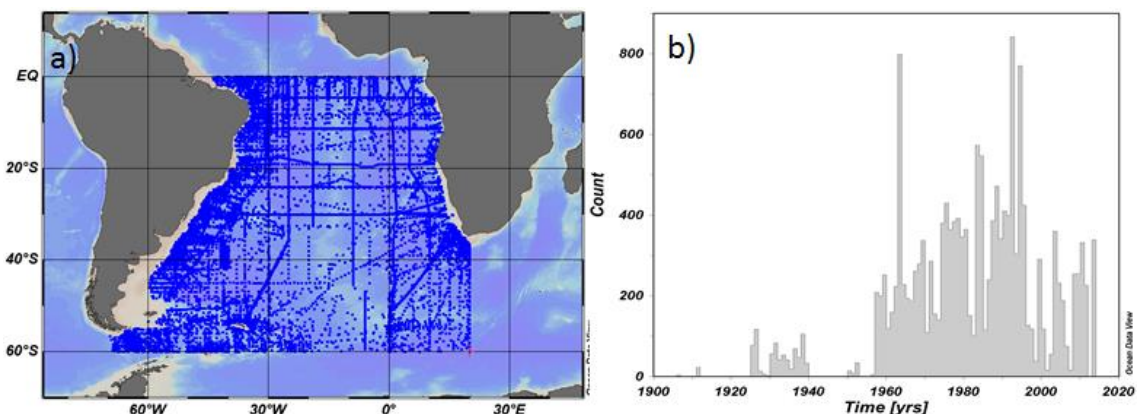 a)
EQ
20°S
40°S
60°S
60°W
30°W
0°
30°E
Ocean Data View
b)
800
600
400
200
0
Count
1900
1920
1940
1960
1980
2000
2020
Time [yrs]
Ocean Data View